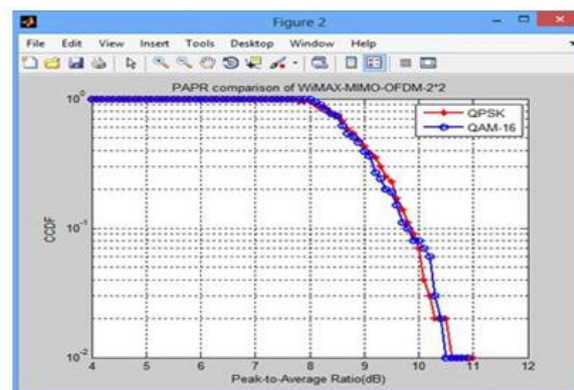 Figure 2
File Edit View Insert Tools Desktop Window Help
PAPR comparison of WiMAX-MIMO-OFDM-2*2
10^0
QPSK
QAM-16
CCDF
10^-1
10^-2
4 5 6 7 8 9 10 11 12
Peak-to-Average Ratio(dB)